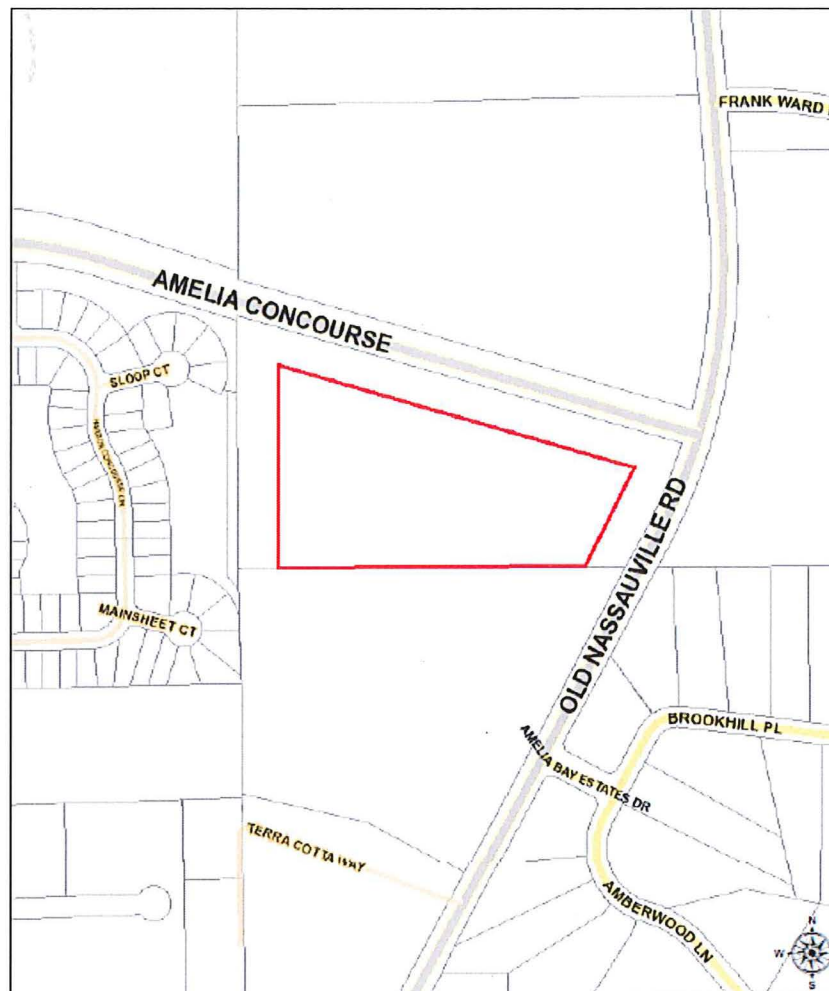 FRANK WARD
AMELIA CONCOURSE
SLOOP CT
OLD NASSAUVILLE RD
MAINSHEET CT
BROOKHILL PL
AMELIA BAY ESTATES DR
TERRA COTTA WAY
AMBERWOOD LN
N
W
S